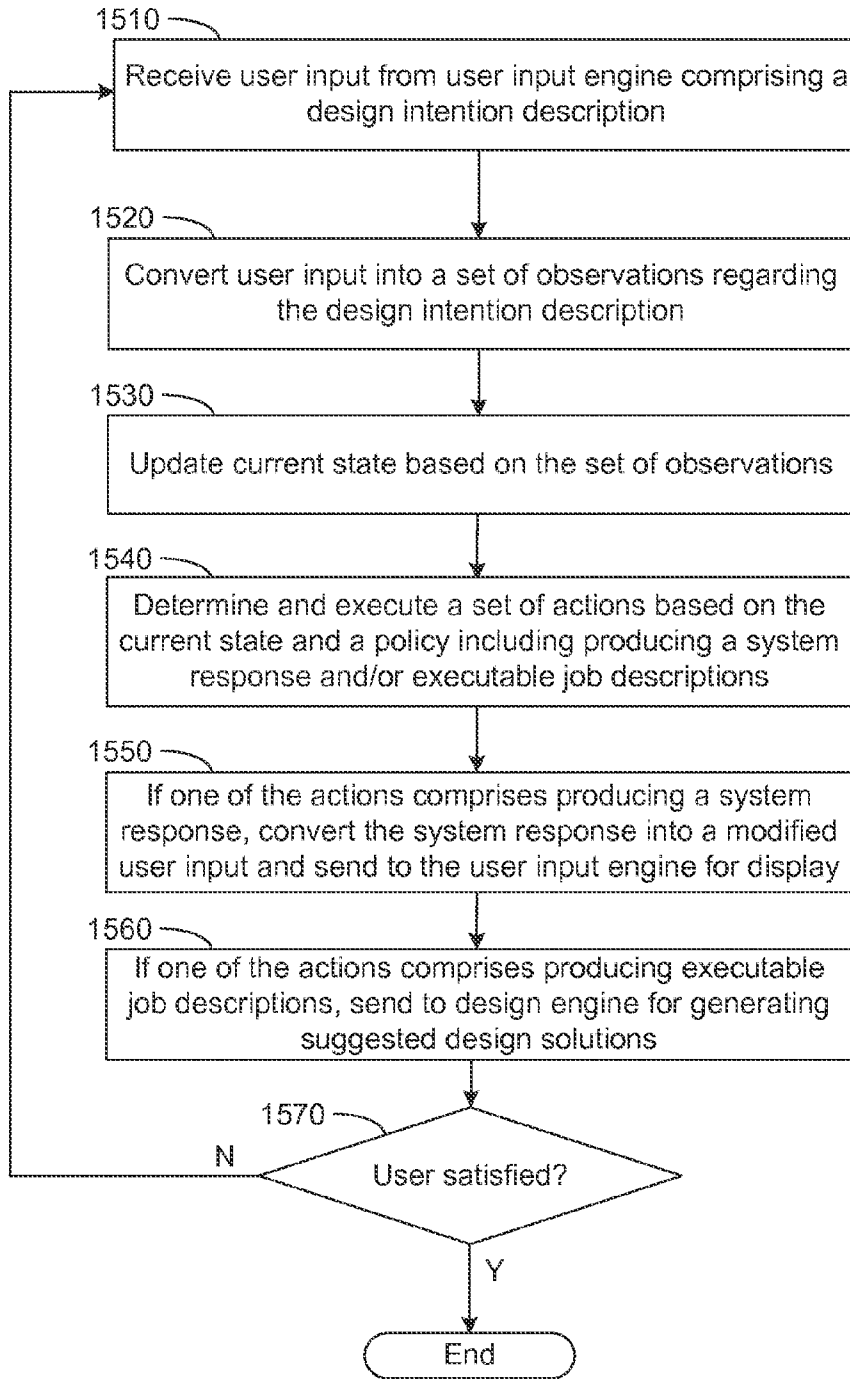 1510
Receive user input from user input engine comprising a
design intention description
1520
Convert user input into a set of observations regarding
the design intention description
1530
Update current state based on the set of observations
1540
Determine and execute a set of actions based on the
current state and a policy including producing a system
response and/or executable job descriptions
1550
If one of the actions comprises producing a system
response, convert the system response into a modified
user input and send to the user input engine for display
1560
If one of the actions comprises producing executable
job descriptions, send to design engine for generating
suggested design solutions
1570
N
User satisfied?
Y
End